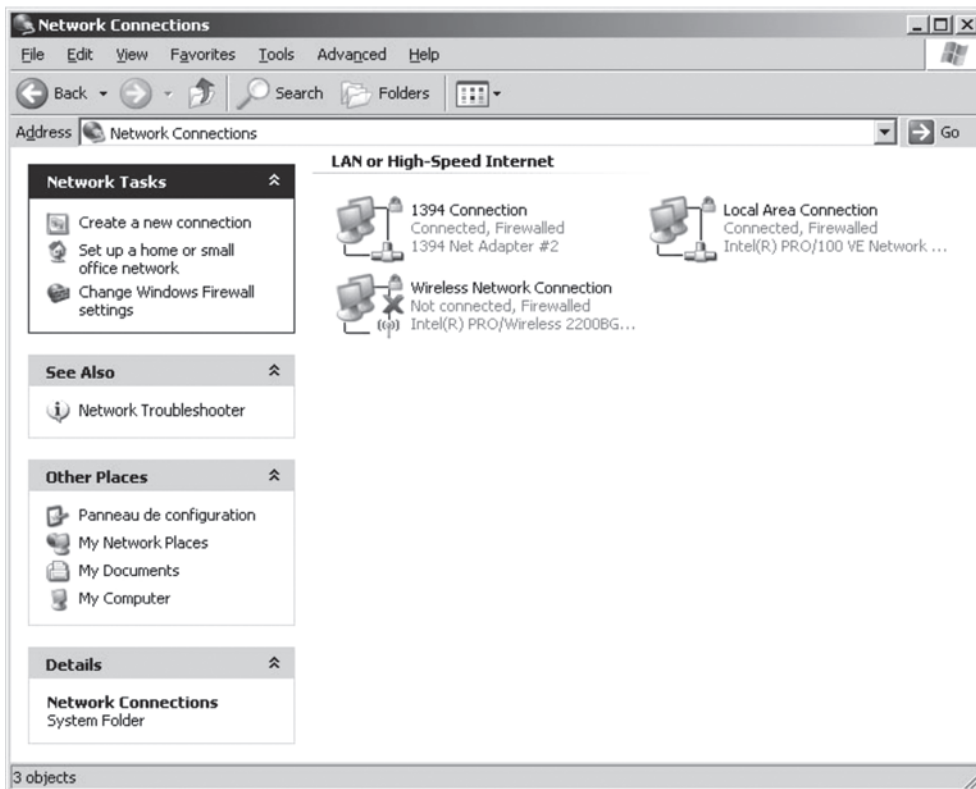 Network Connections
File Edit View Favorites Tools Advanced Help
Back Search Folders
Address Network Connections Go
Network Tasks
Create a new connection
Set up a home or small
office network
Change Windows Firewall
settings
See Also
Network Troubleshooter
Other Places
Panneau de configuration
My Network Places
My Documents
My Computer
Details
Network Connections
System Folder
LAN or High-Speed Internet
1394 Connection
Connected, Firewalled
1394 Net Adapter #2
Local Area Connection
Connected, Firewalled
Intel(R) PRO/100 VE Network ...
Wireless Network Connection
Not connected, Firewalled
Intel(R) PRO/Wireless 2200BG...
3 objects